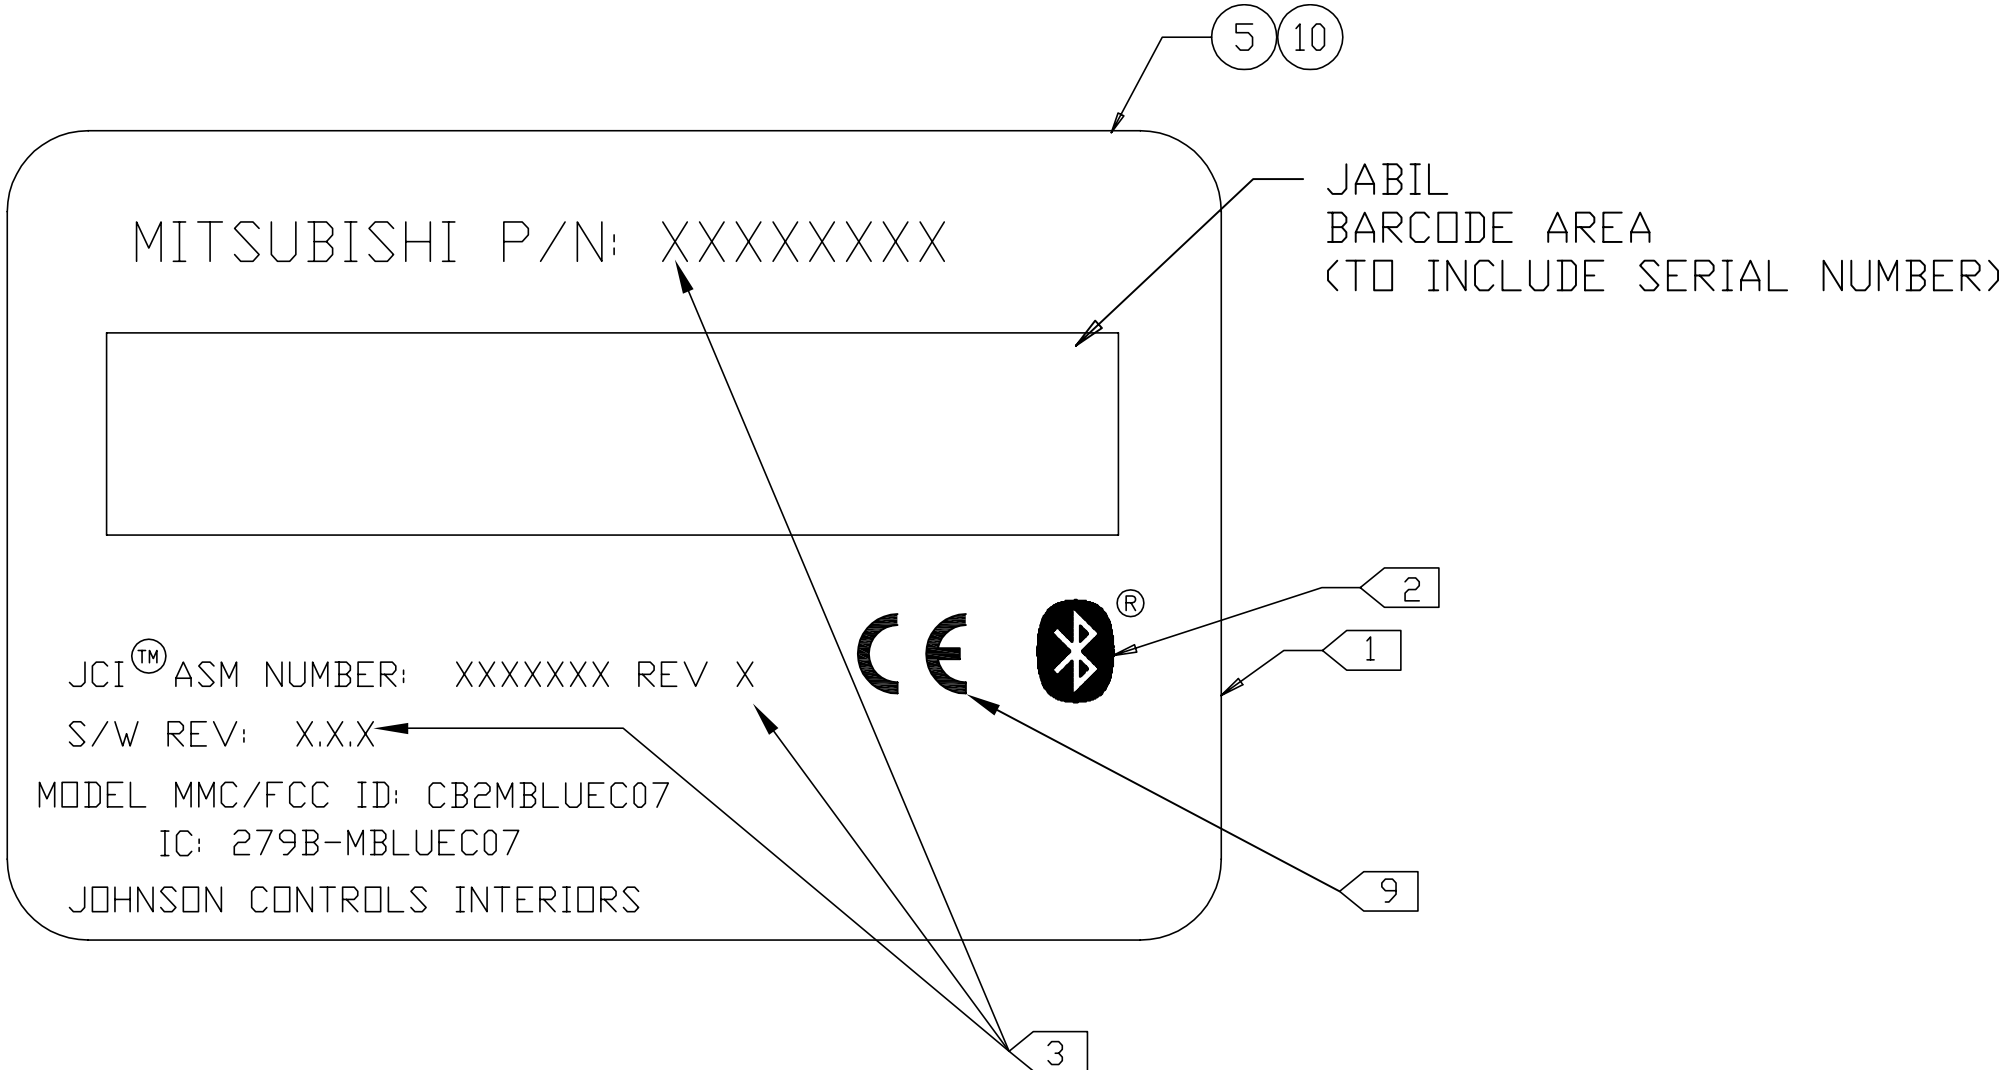 5 10
JABIL
BARCODE AREA
(TO INCLUDE SERIAL NUMBER)
MITSUBISHI P/N: XXXXXXXX
CE ®
2
1
JCI™ ASM NUMBER: XXXXXXX REV X
S/W REV: X.X.X
MODEL MMC/FCC ID: CB2MBLUEC07
IC: 279B-MBLUEC07
9
JOHNSON CONTROLS INTERIORS
3